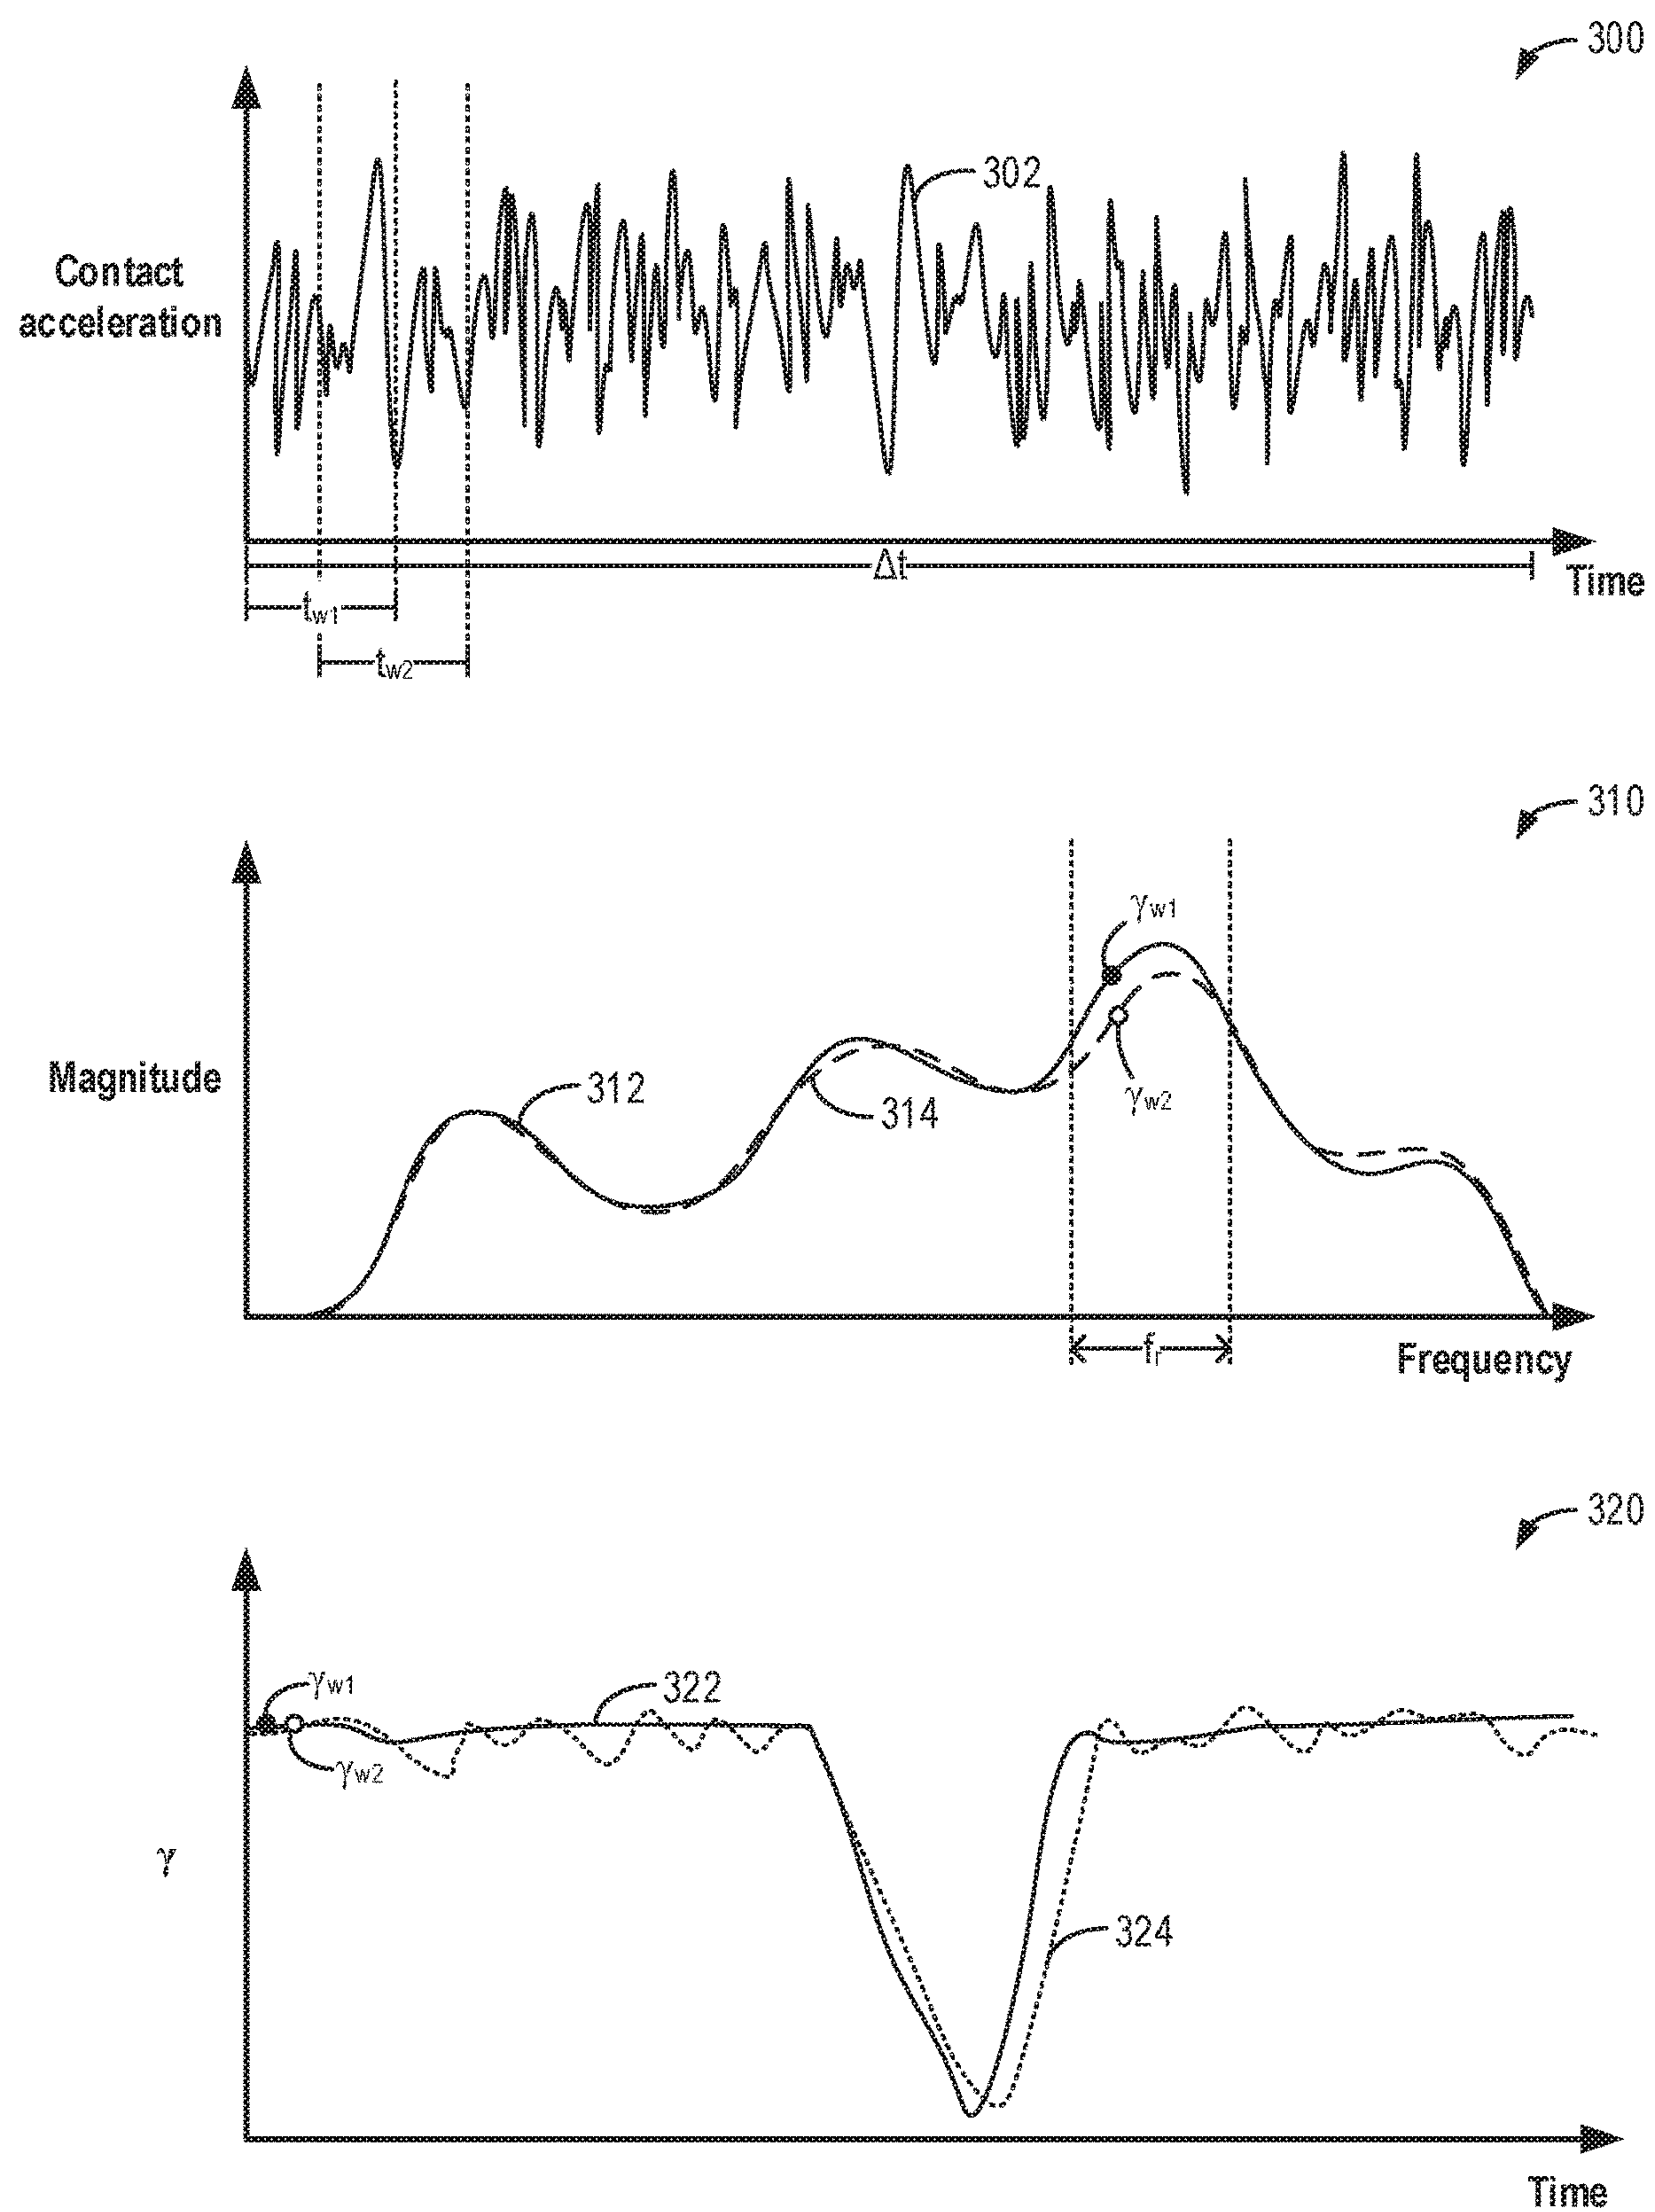 300
302
Contact
acceleration
Δt
Time
tw1
tw2
310
γw1
Magnitude
312
314
γw2
fr
Frequency
320
γw1
322
γw2
γ
324
Time